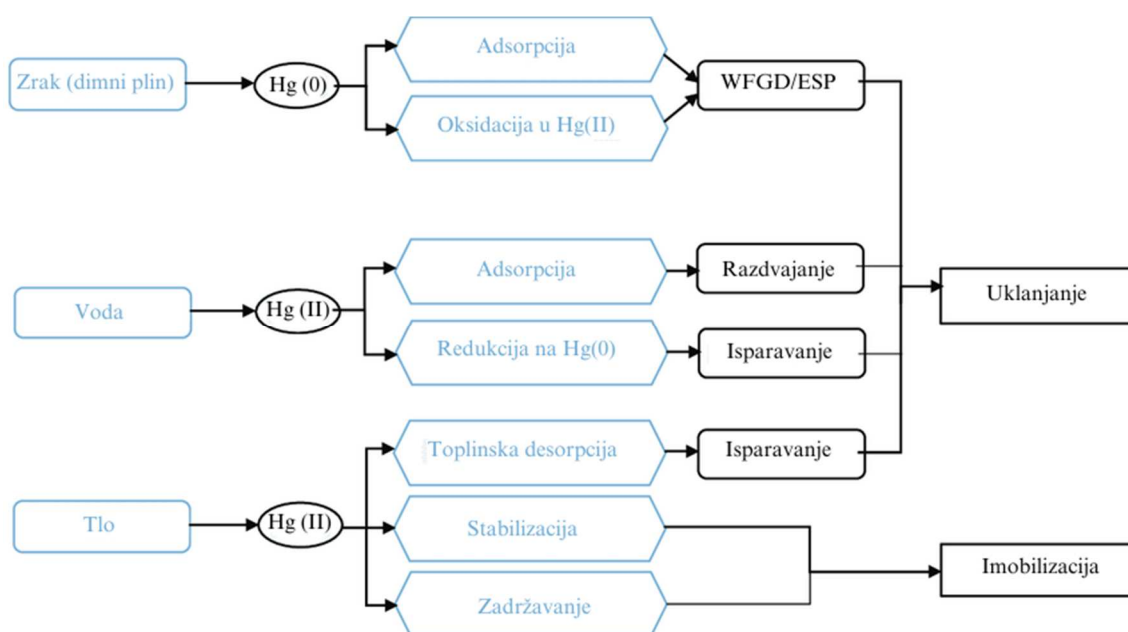 Zrak (dimni plin)
Hg (0)
Adsorpcija
Oksidacija u Hg(II)
WFGD/ESP
Voda
Hg (II)
Adsorpcija
Redukcija na Hg(0)
Razdvajanje
Isparavanje
Uklanjanje
Tlo
Hg (II)
Toplinska desorpcija
Stabilizacija
Zadržavanje
Isparavanje
Imobilizacija